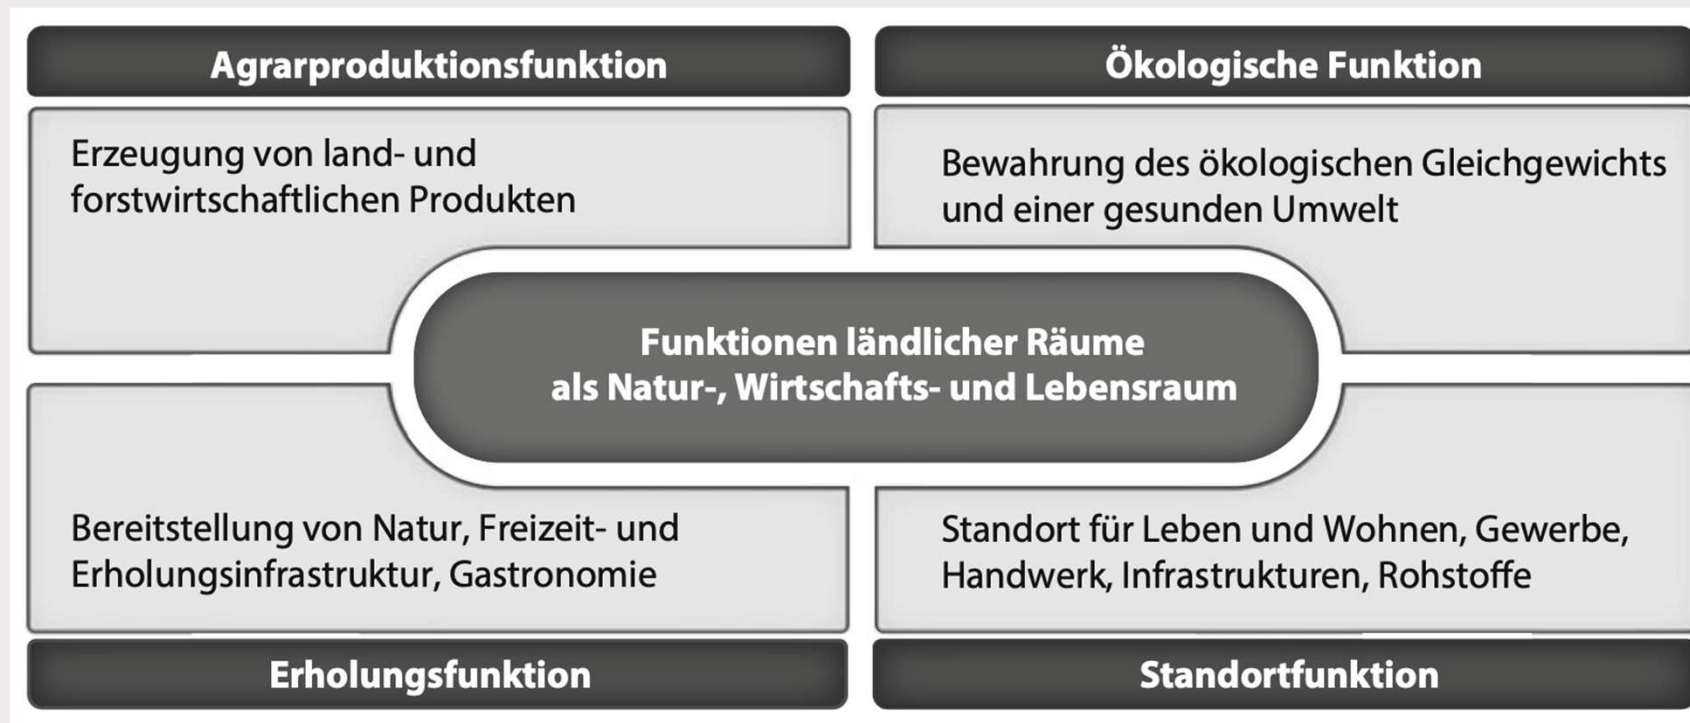 Agrarproduktionsfunktion
Erzeugung von land- und
forstwirtschaftlichen Produkten
Ökologische Funktion
Bewahrung des ökologischen Gleichgewichts
und einer gesunden Umwelt
Funktionen ländlicher Räume
als Natur-, Wirtschafts- und Lebensraum
Bereitstellung von Natur, Freizeit- und
Erholungsinfrastruktur, Gastronomie
Erholungsfunktion
Standort für Leben und Wohnen, Gewerbe,
Handwerk, Infrastrukturen, Rohstoffe
Standortfunktion